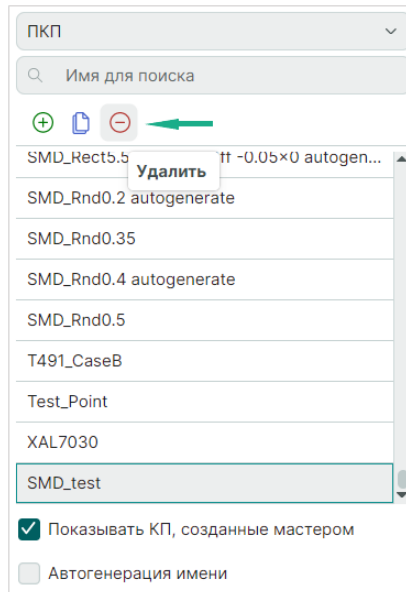 ПКП
Имя для поиска
SMD_Rect5.5 ff -0.05×0 autogen...
Удалить
SMD_Rnd0.2 autogenerate
SMD_Rnd0.35
SMD_Rnd0.4 autogenerate
SMD_Rnd0.5
T491_CaseB
Test_Point
XAL7030
SMD_test
Показывать КП, созданные мастером
Автогенерация имени